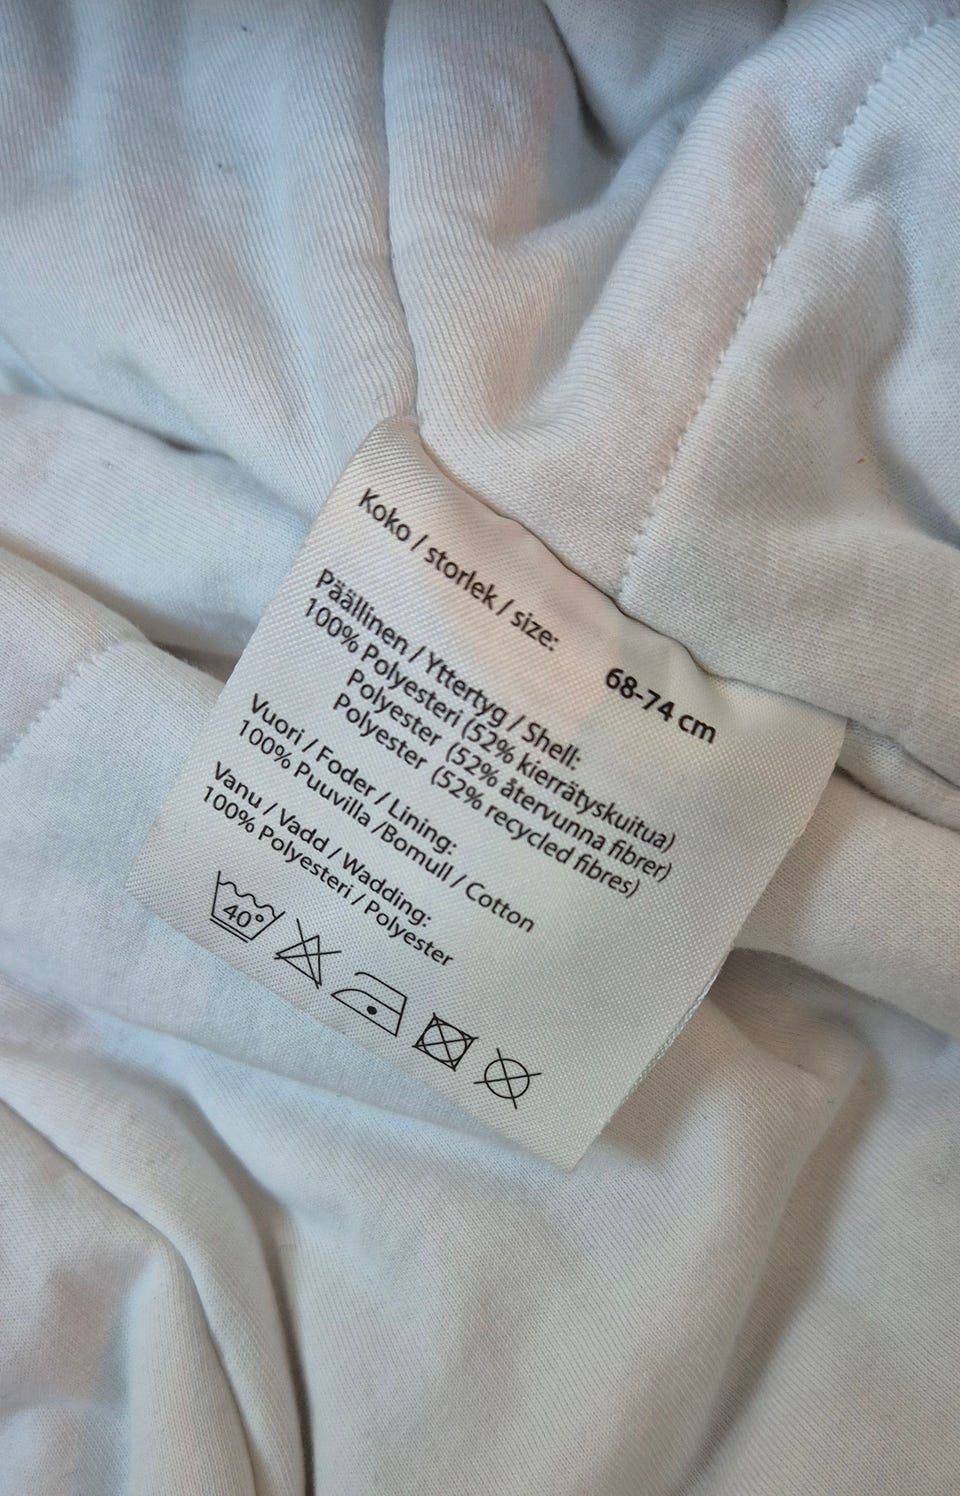 Koko / storlek / size: 68-74 cm
Päällinen / Yttertyg / Shell:
100% Polyesteri (52% kierrätyskuitua)
Polyester (52% återvunna fibrer)
Polyester (52% recycled fibres)
Vuori / Foder / Lining:
100% Puuvilla /Bomull / Cotton
Vanu / Vadd / Wadding:
100% Polyesteri / Polyester
40°